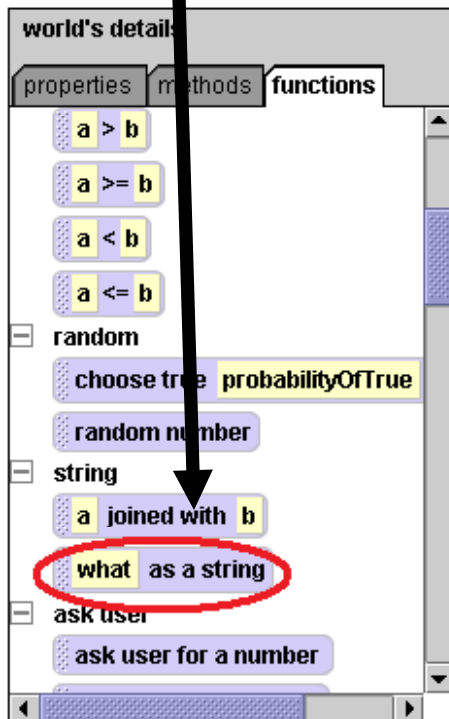 world's details
properties methods functions
a > b
a >= b
a < b
a <= b
random
choose true probabilityOfTrue
random number
string
a joined with b
what as a string
ask user
ask user for a number